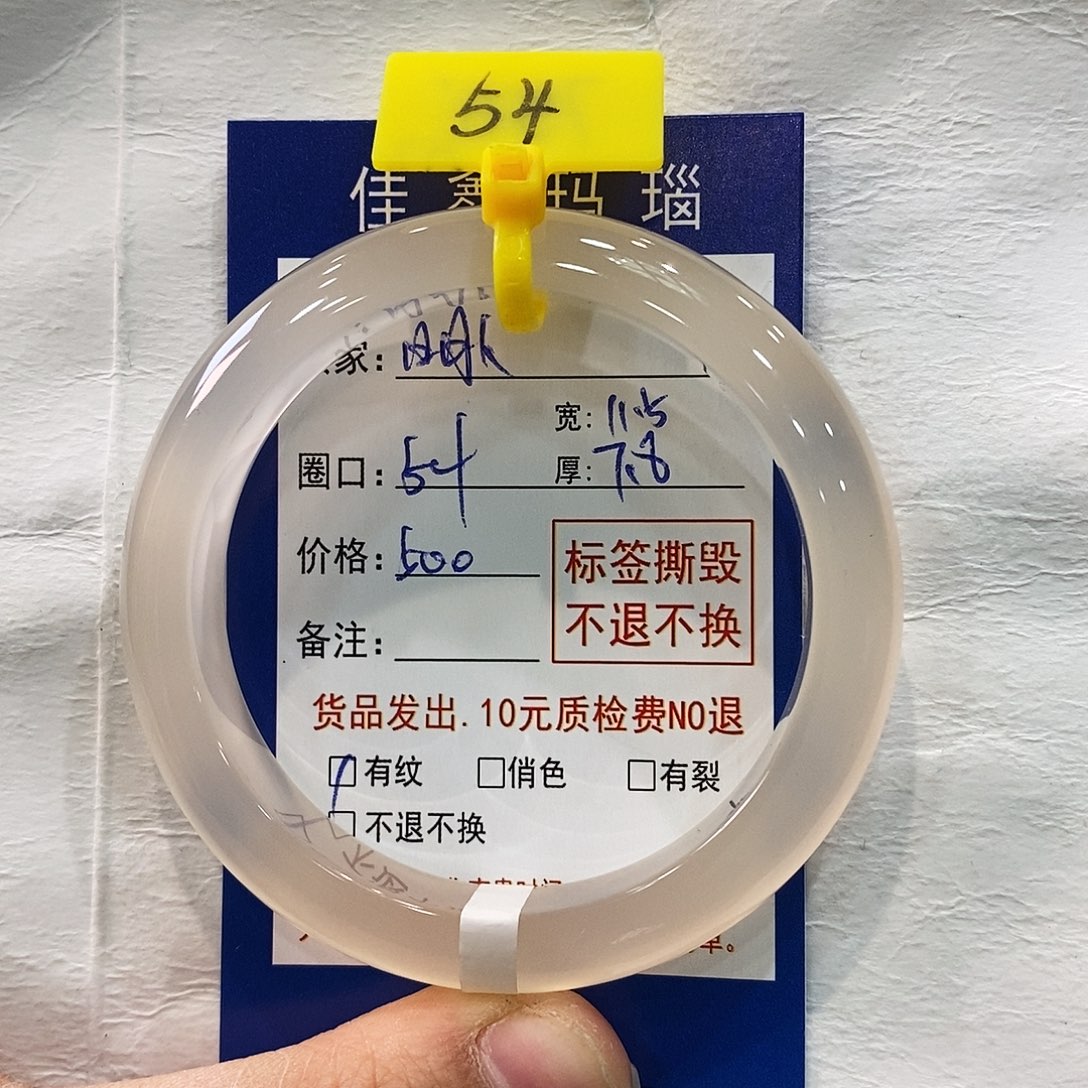 54
佳鑫玛瑙
家:
宽: 11.5
圈口: 54 厚: 7.8
价格: 500
标签撕毁
不退不换
备注:
货品发出.10元质检费NO退
□有纹 □俏色 □有裂
□不退不换